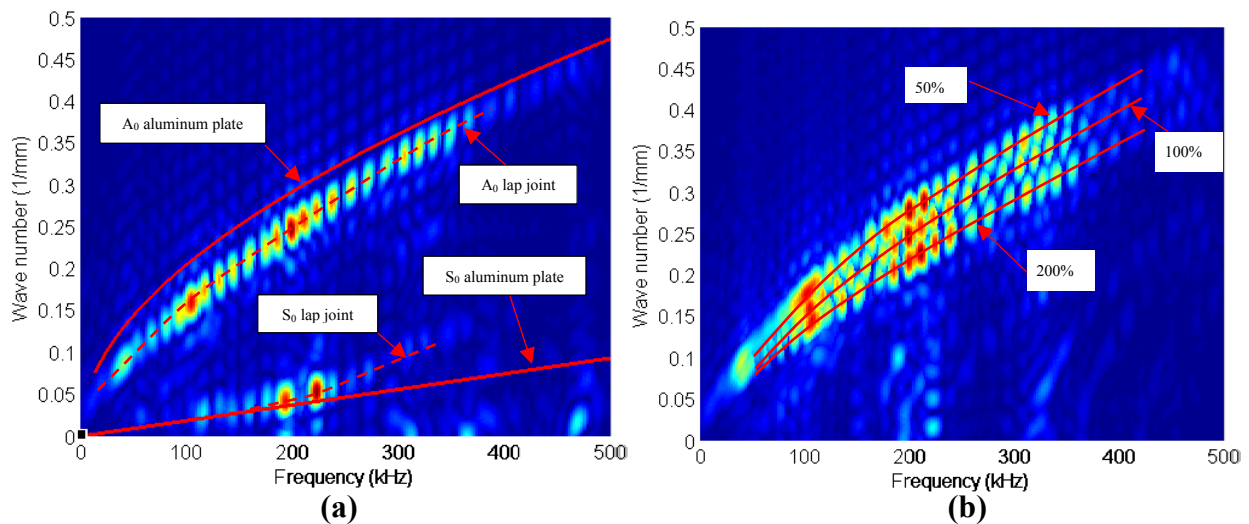 0.5
0.45
0.4
0.35
0.3
0.25
0.2
0.15
0.1
0.05
0
Wave number (1/mm)
A0 aluminum plate
A0 lap joint
S0 aluminum plate
S0 lap joint
0 100 200 300 400 500
Frequency (kHz)
(a)
0.5
0.45
0.4
0.35
0.3
0.25
0.2
0.15
0.1
0.05
0
Wave number (1/mm)
50%
100%
200%
0 100 200 300 400 500
Frequency (kHz)
(b)